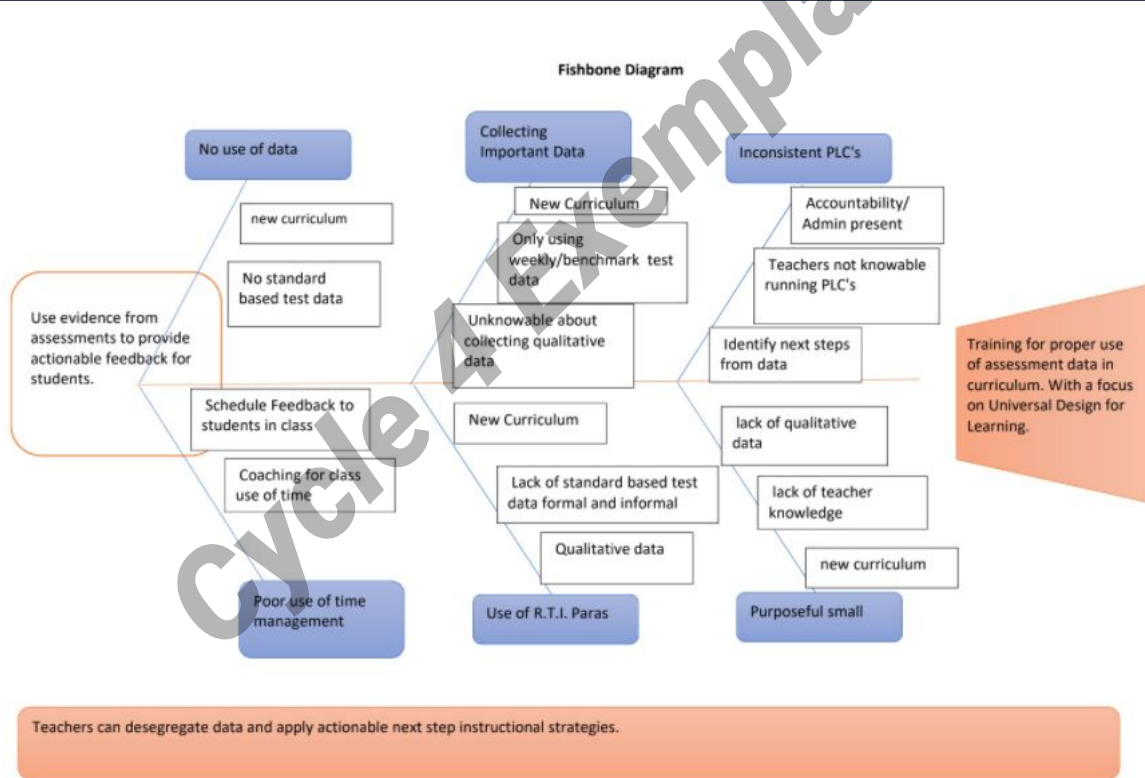 Fishbone Diagram
No use of data
Collecting
Important Data
Inconsistent PLC's
new curriculum
No standard
based test data
New Curriculum
Only using
weekly/benchmark test
data
Unknowable about
collecting qualitative
data
Accountability/
Admin present
Teachers not knowable
running PLC's
Identify next steps
from data
Use evidence from
assessments to provide
actionable feedback for
students.
Training for proper use
of assessment data in
curriculum. With a focus
on Universal Design for
Learning.
Schedule Feedback to
students in class
Coaching for class
use of time
New Curriculum
Lack of standard based test
data formal and informal
Qualitative data
lack of qualitative
data
lack of teacher
knowledge
new curriculum
Poor use of time
management
Use of R.T.I. Paras
Purposeful small
Teachers can desegregate data and apply actionable next step instructional strategies.
Cycle 4 Exempla